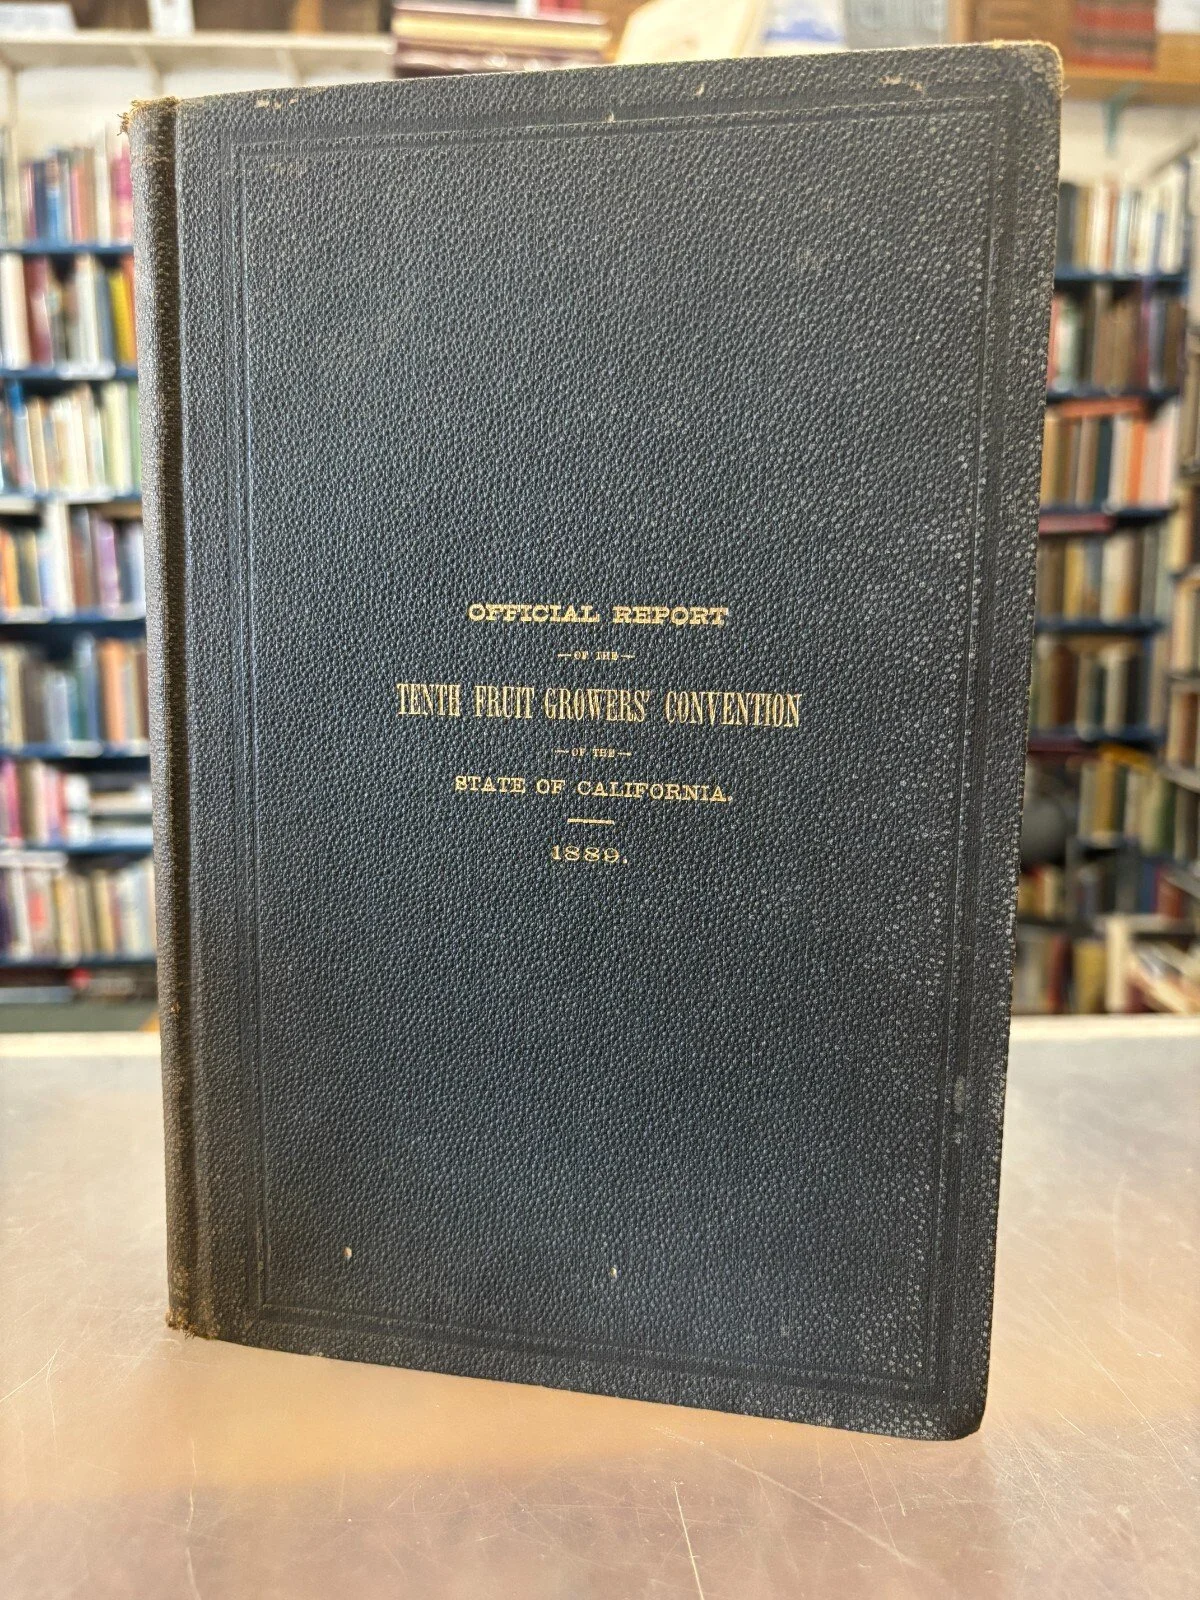 OFFICIAL REPORT
—OF THE—
TENTH FRUIT GROWERS' CONVENTION
—OF THE—
STATE OF CALIFORNIA.
1889.